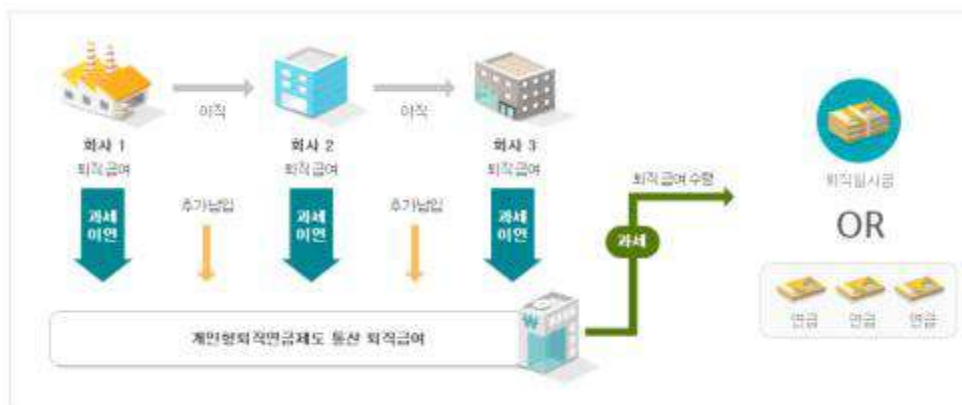 이직
이직
회사 1
회사 2
회사 3
퇴직급여
퇴직급여
퇴직급여
퇴직급여 수령
퇴직일시금
추가납입
추가납입
과세
이연
과세
이연
과세
이연
과세
OR
연금 연금 연금
개인형퇴직연금제도 통산 퇴직급여
₩